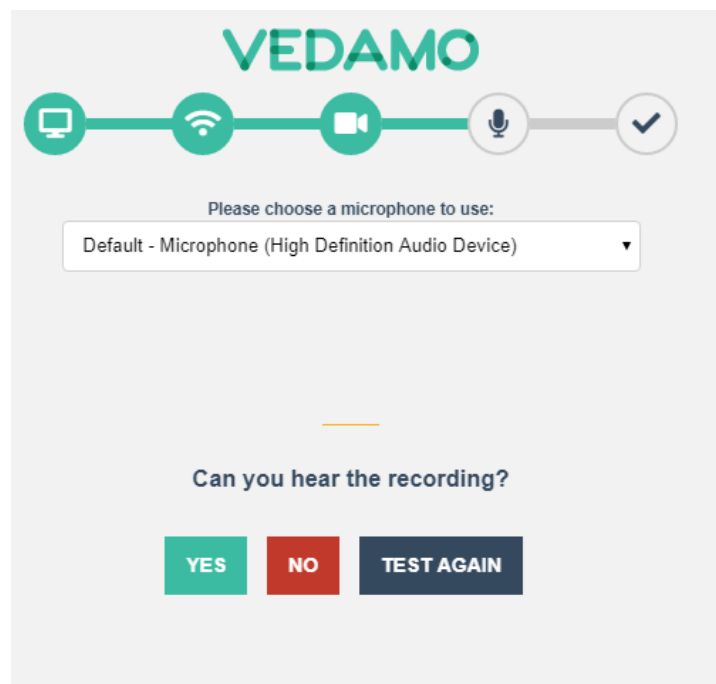 VEDAMO
Please choose a microphone to use:
Default - Microphone (High Definition Audio Device)
Can you hear the recording?
YES NO TEST AGAIN